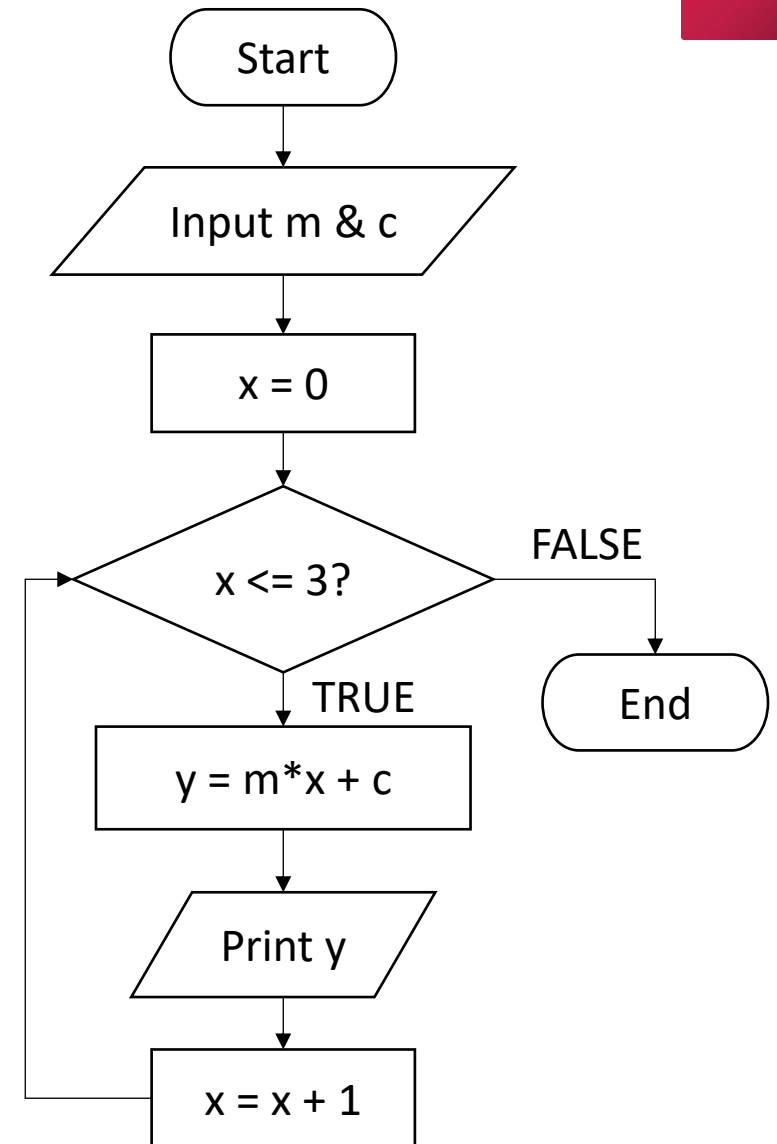 Start
Input m & c
x = 0
x <= 3?
FALSE
TRUE
End
y = m*x + c
Print y
x = x + 1